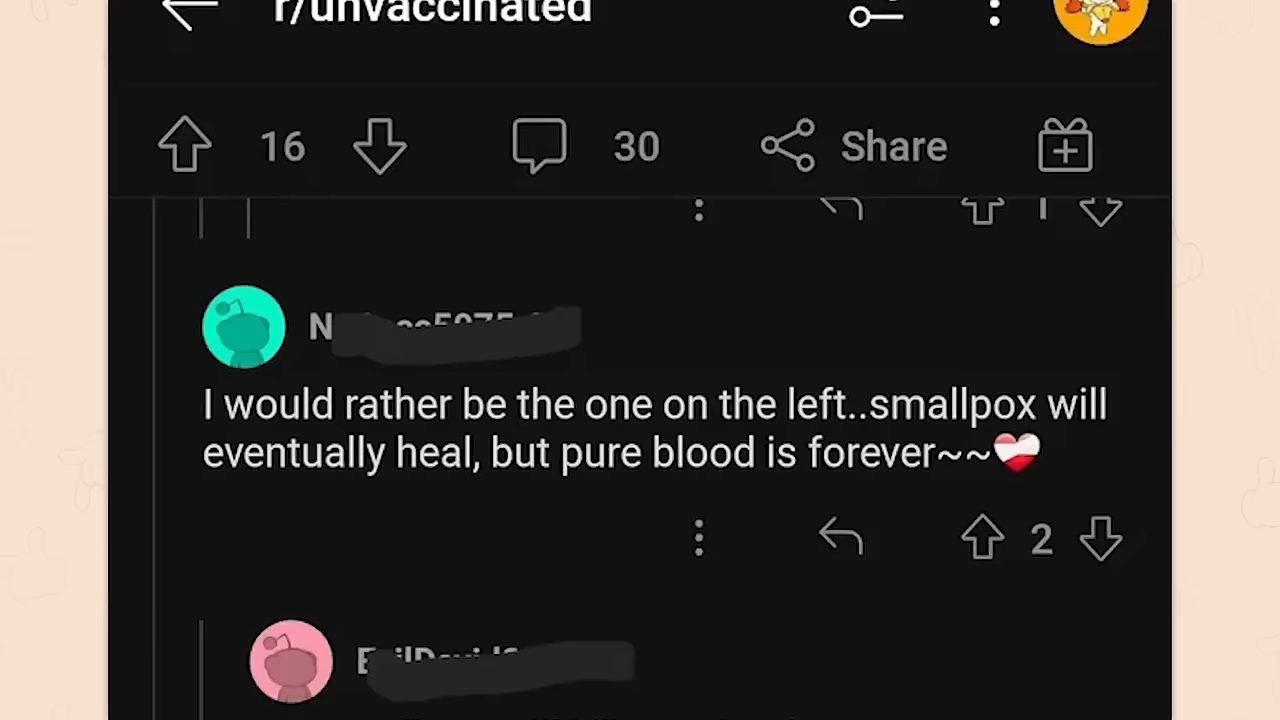 r/unvaccinated
16 30 Share
1
I would rather be the one on the left..smallpox will
eventually heal, but pure blood is forever~~
2